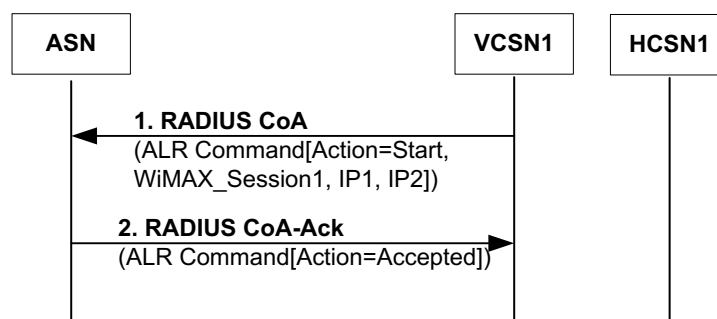 ASN
VCSN1
HCSN1
1. RADIUS CoA
(ALR Command[Action=Start,
WiMAX_Session1, IP1, IP2])
2. RADIUS CoA-Ack
(ALR Command[Action=Accepted])